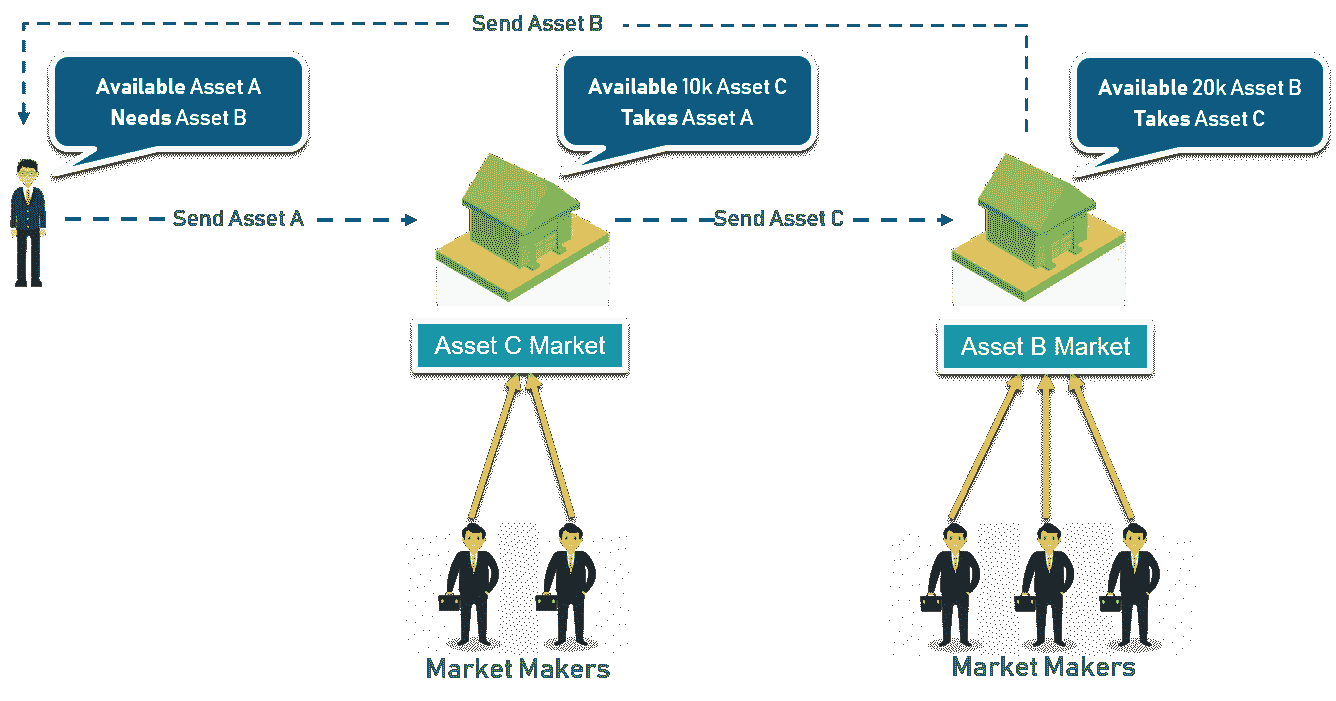 Send Asset B
Available Asset A
Needs Asset B
Available 10k Asset C
Takes Asset A
Available 20k Asset B
Takes Asset C
Send Asset A
Send Asset C
Asset C Market
Asset B Market
Market Makers
Market Makers